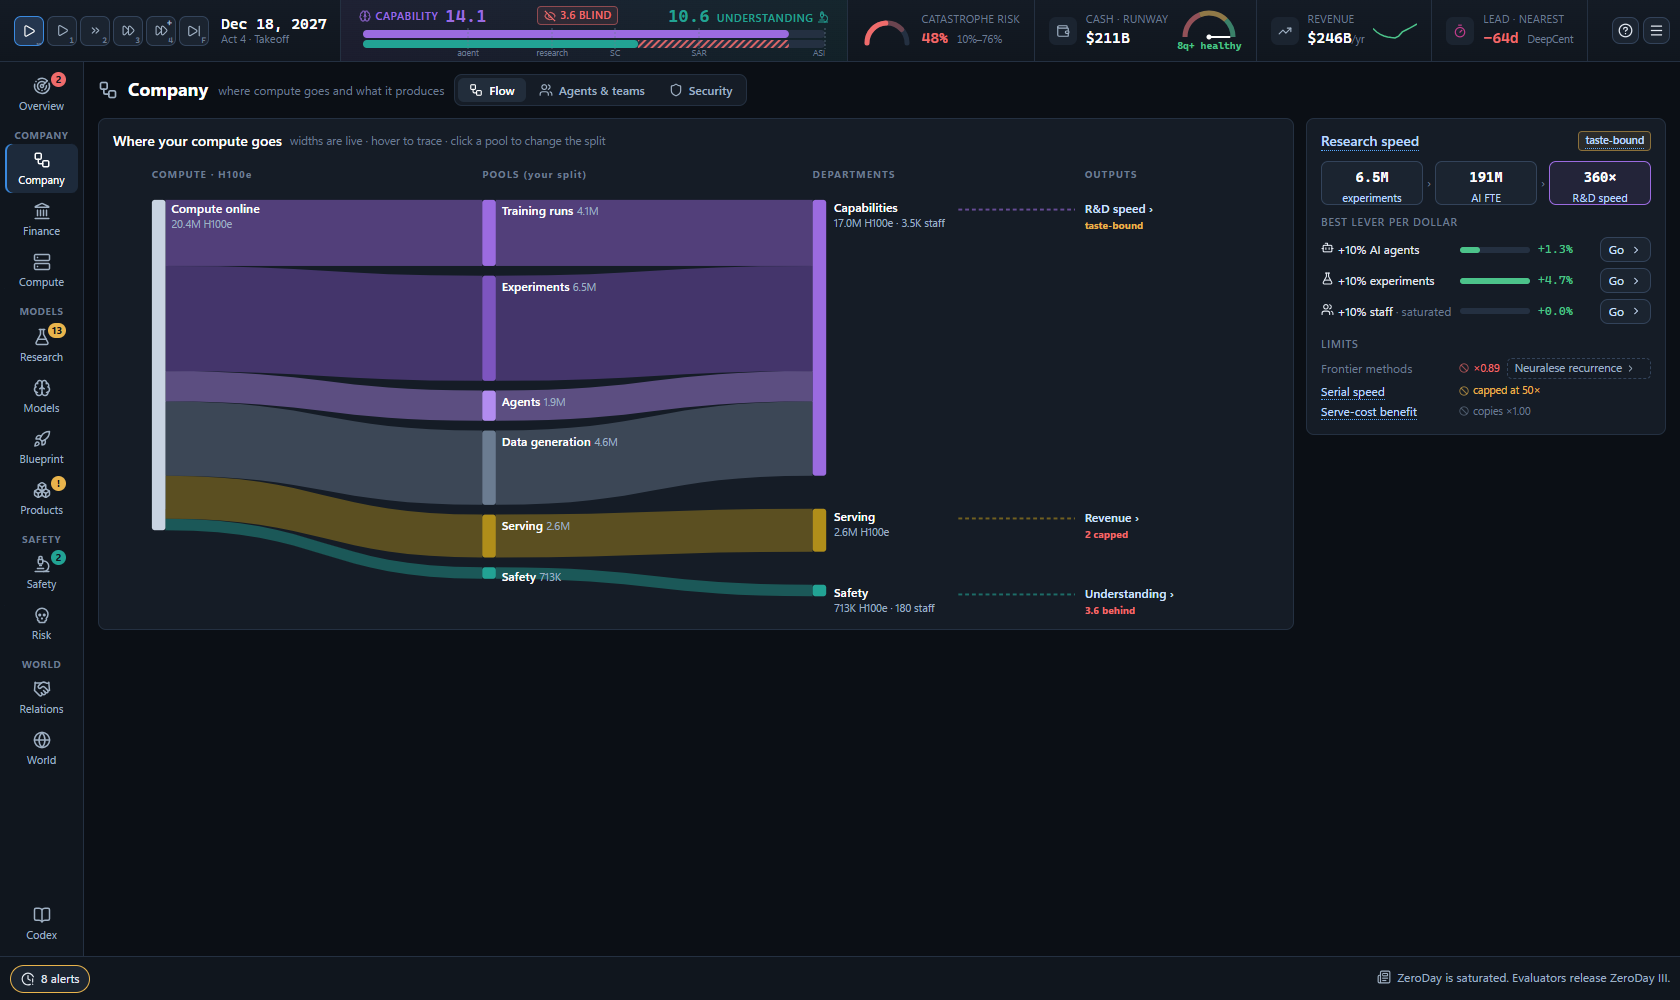 1
2
3
4
F
Dec 18, 2027
Act 4 · Takeoff
CAPABILITY 14.1
3.6 BLIND
10.6 UNDERSTANDING
agent research SC SAR ASI
CATASTROPHE RISK
48% 10%–76%
CASH · RUNWAY
$211B
8q+ healthy
REVENUE
$246B/yr
LEAD · NEAREST
−64d DeepCent
2
Overview
COMPANY
Company
Finance
Compute
MODELS
13
Research
Models
Blueprint
!
Products
SAFETY
2
Safety
Risk
WORLD
Relations
World
Codex
Company where compute goes and what it produces
Flow
Agents & teams
Security
Where your compute goes widths are live · hover to trace · click a pool to change the split
COMPUTE · H100e
POOLS (your split)
DEPARTMENTS
OUTPUTS
Compute online
20.4M H100e
Training runs 4.1M
Experiments 6.5M
Agents 1.9M
Data generation 4.6M
Serving 2.6M
Safety 713K
Capabilities
17.0M H100e · 3.5K staff
R&D speed ›
taste-bound
Serving
2.6M H100e
Revenue ›
2 capped
Safety
713K H100e · 180 staff
Understanding ›
3.6 behind
Research speed
taste-bound
6.5M
experiments
›
191M
AI FTE
›
360×
R&D speed
BEST LEVER PER DOLLAR
+10% AI agents +1.3% Go ›
+10% experiments +4.7% Go ›
+10% staff · saturated +0.0% Go ›
LIMITS
Frontier methods ×0.89 Neuralese recurrence ›
Serial speed capped at 50×
Serve-cost benefit copies ×1.00
8 alerts
ZeroDay is saturated. Evaluators release ZeroDay III.